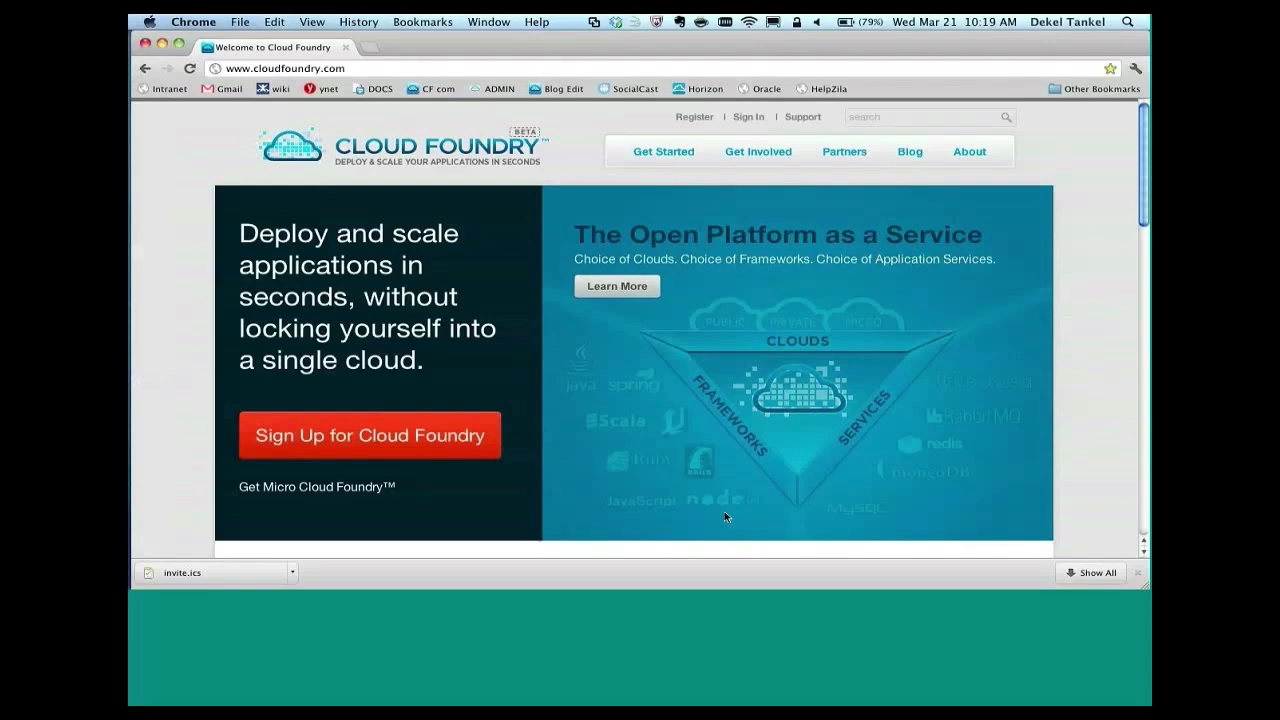 Chrome File Edit View History Bookmarks Window Help (79%) Wed Mar 21 10:19 AM Dekel Tankel
Welcome to Cloud Foundry
www.cloudfoundry.com
Intranet Gmail wiki ynet DOCS CF com ADMIN Blog Edit SocialCast Horizon Oracle HelpZila Other Bookmarks
Register | Sign In | Support search
BETA
CLOUD FOUNDRY™
DEPLOY & SCALE YOUR APPLICATIONS IN SECONDS
Get Started Get Involved Partners Blog About
Deploy and scale
applications in
seconds, without
locking yourself into
a single cloud.
Sign Up for Cloud Foundry
Get Micro Cloud Foundry™
The Open Platform as a Service
Choice of Clouds. Choice of Frameworks. Choice of Application Services.
Learn More
PUBLIC PRIVATE MICRO
CLOUDS
FRAMEWORKS
SERVICES
java spring
Scala
Ruby RAILS
JavaScript node
RabbitMQ
redis
mongoDB
MySQL
invite.ics
Show All